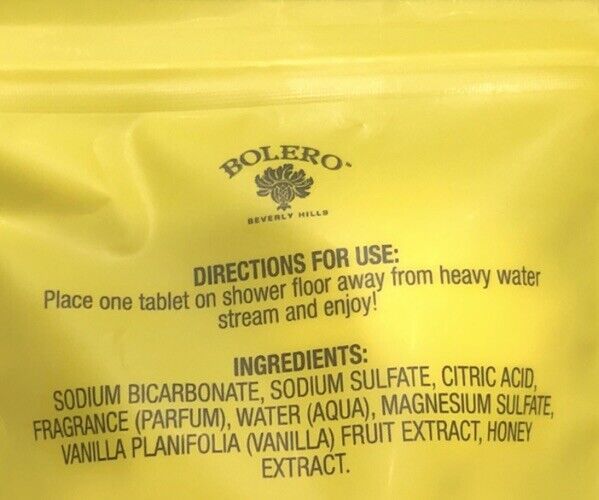 BOLERO™
BEVERLY HILLS
DIRECTIONS FOR USE:
Place one tablet on shower floor away from heavy water
stream and enjoy!
INGREDIENTS:
SODIUM BICARBONATE, SODIUM SULFATE, CITRIC ACID,
FRAGRANCE (PARFUM), WATER (AQUA), MAGNESIUM SULFATE,
VANILLA PLANIFOLIA (VANILLA) FRUIT EXTRACT, HONEY
EXTRACT.